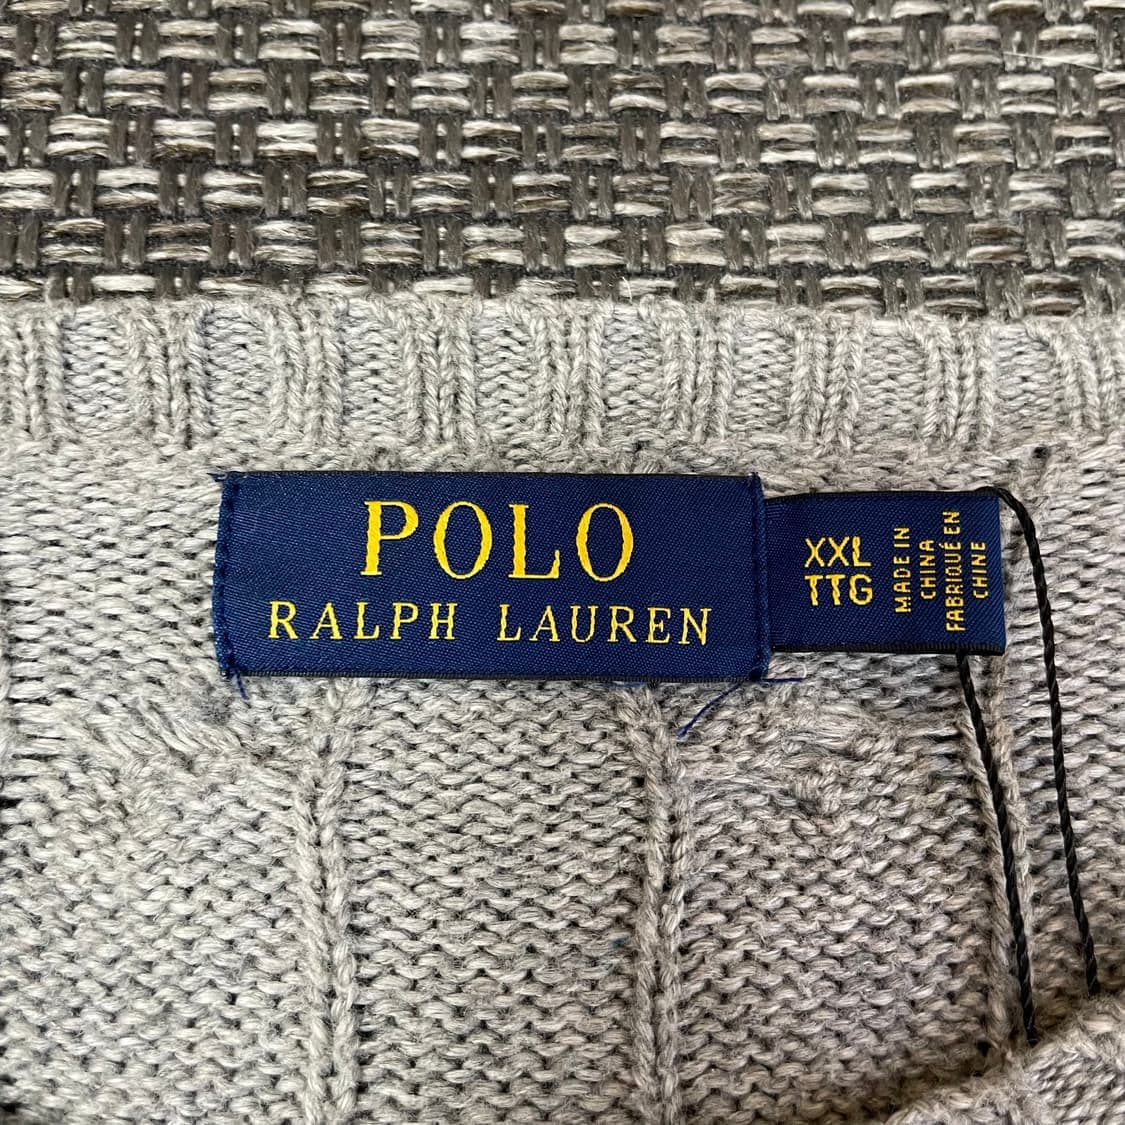 POLO
RALPH LAUREN
XXL
TTG
MADE IN
CHINA
FABRIQUÉ EN
CHINE